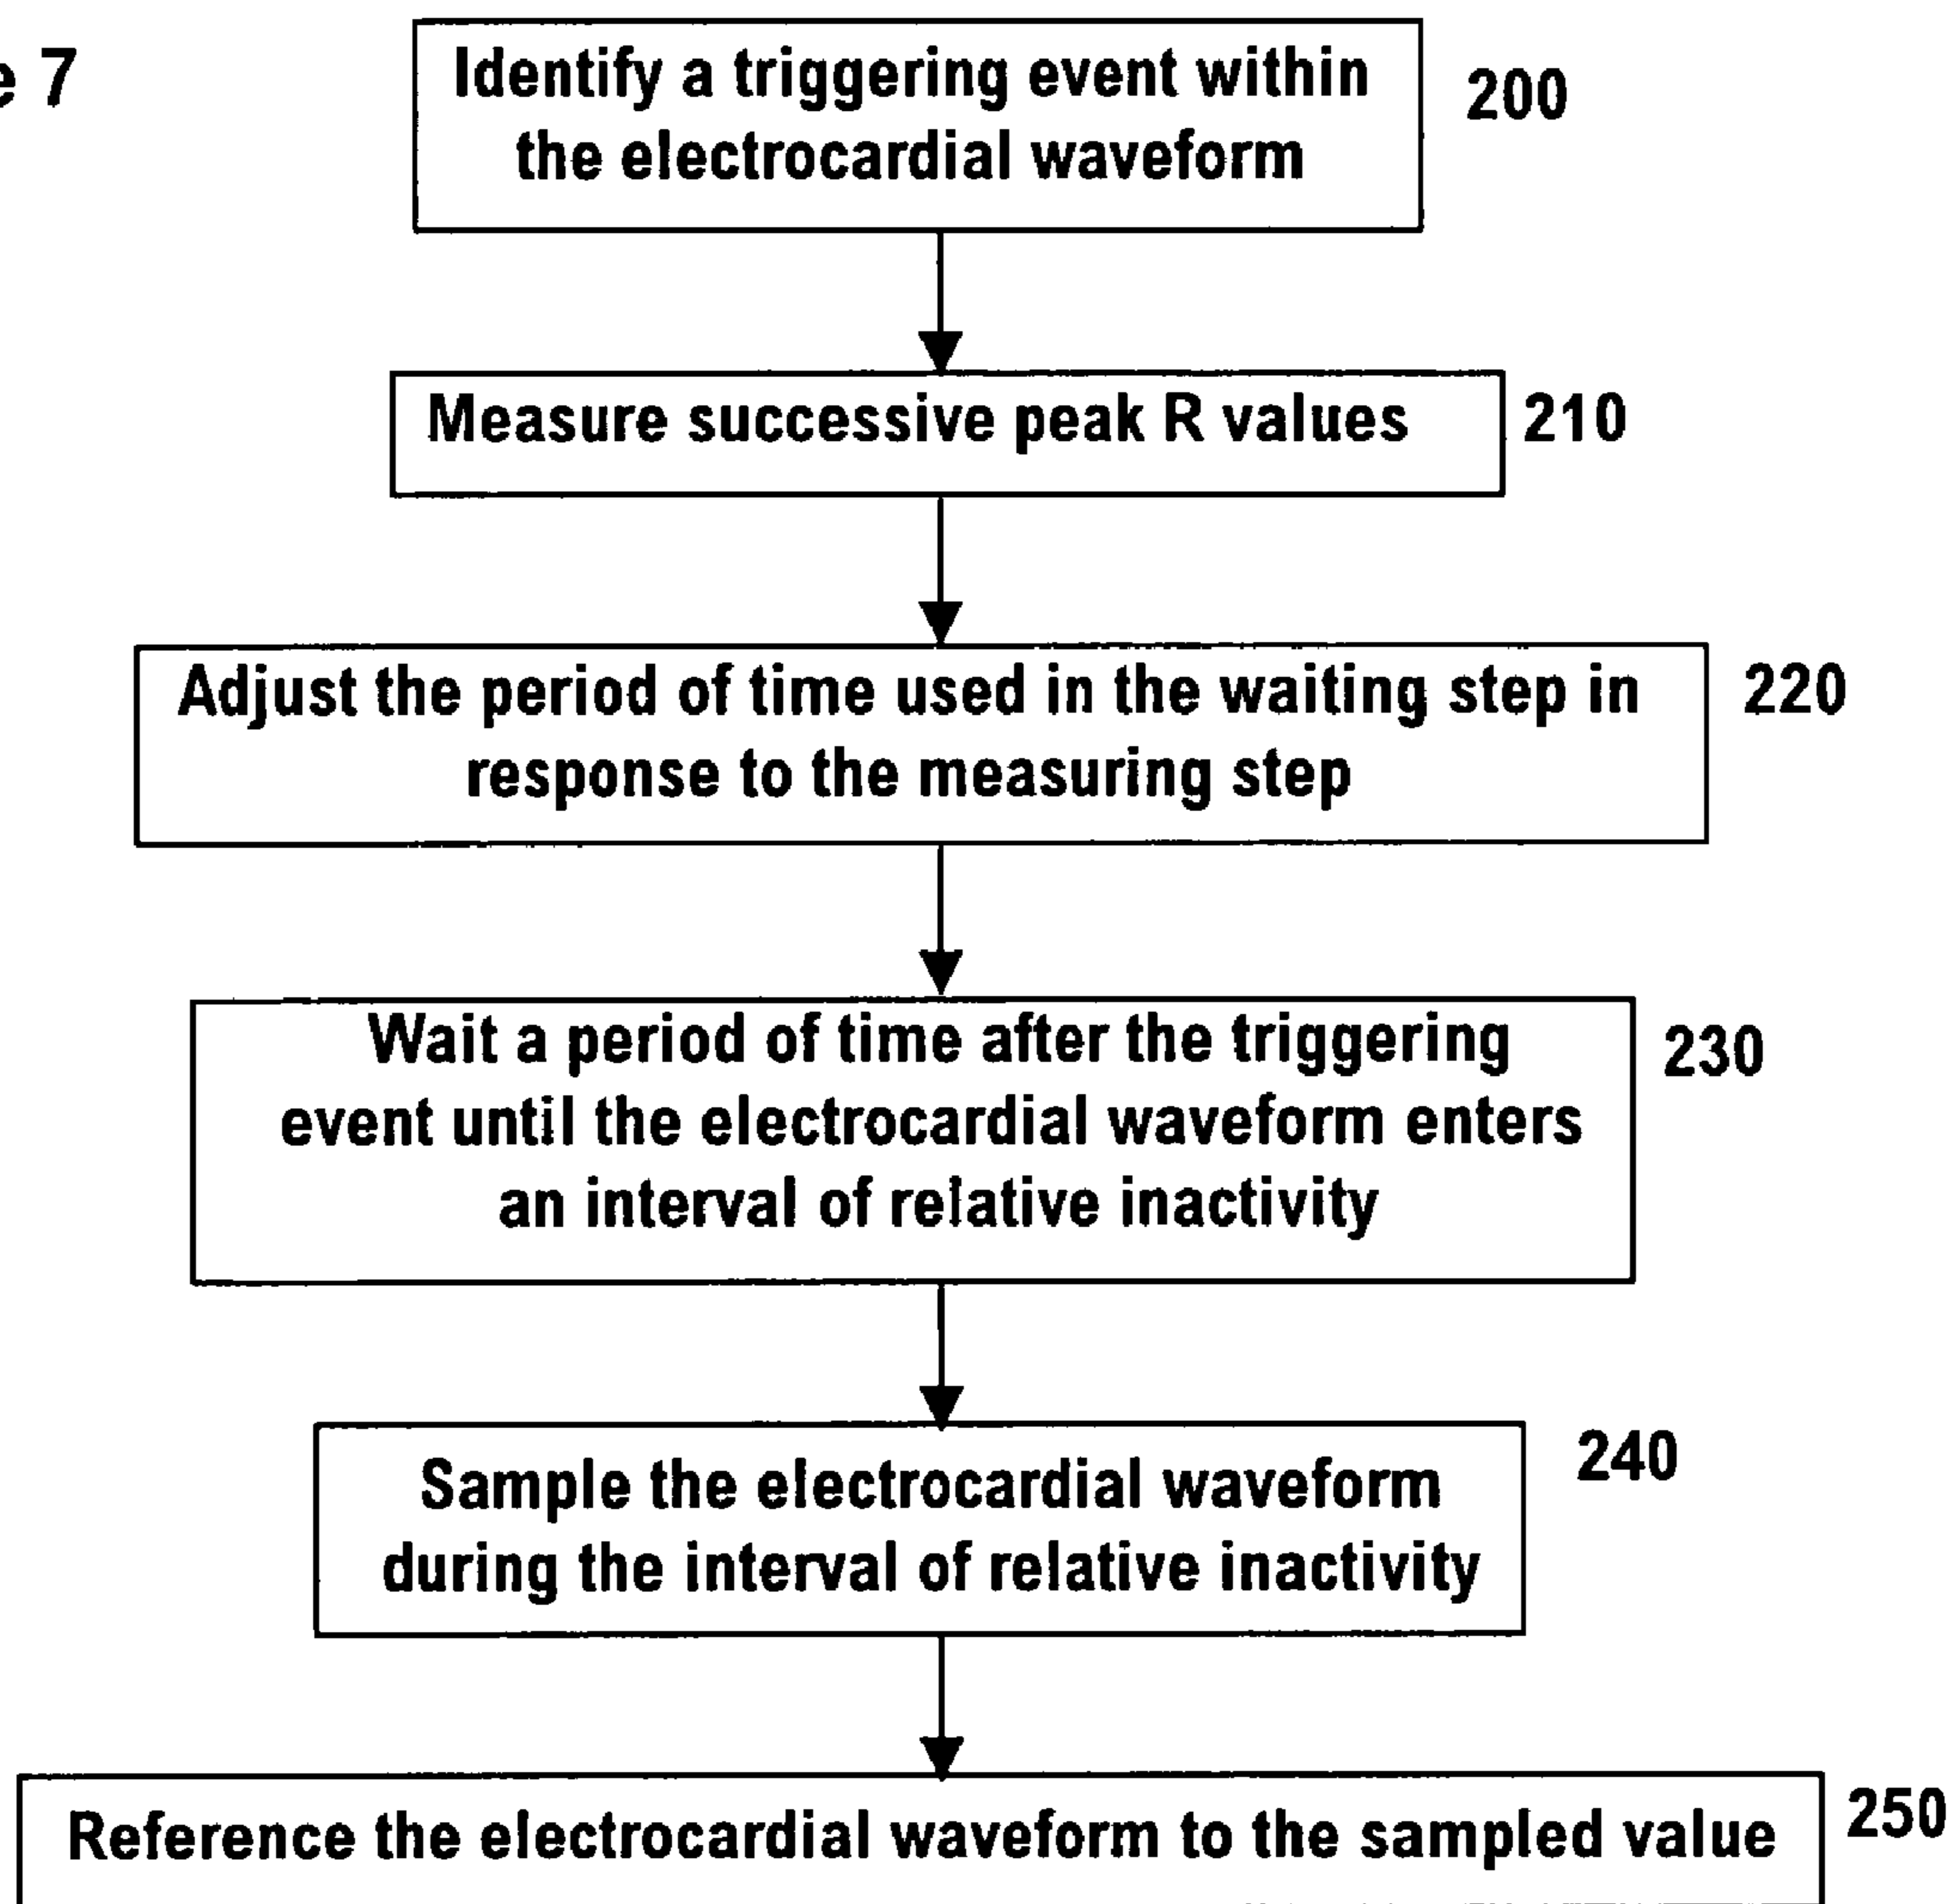 e 7
Identify a triggering event within
the electrocardial waveform
200
Measure successive peak R values
210
Adjust the period of time used in the waiting step in
response to the measuring step
220
Wait a period of time after the triggering
event until the electrocardial waveform enters
an interval of relative inactivity
230
Sample the electrocardial waveform
during the interval of relative inactivity
240
Reference the electrocardial waveform to the sampled value
250